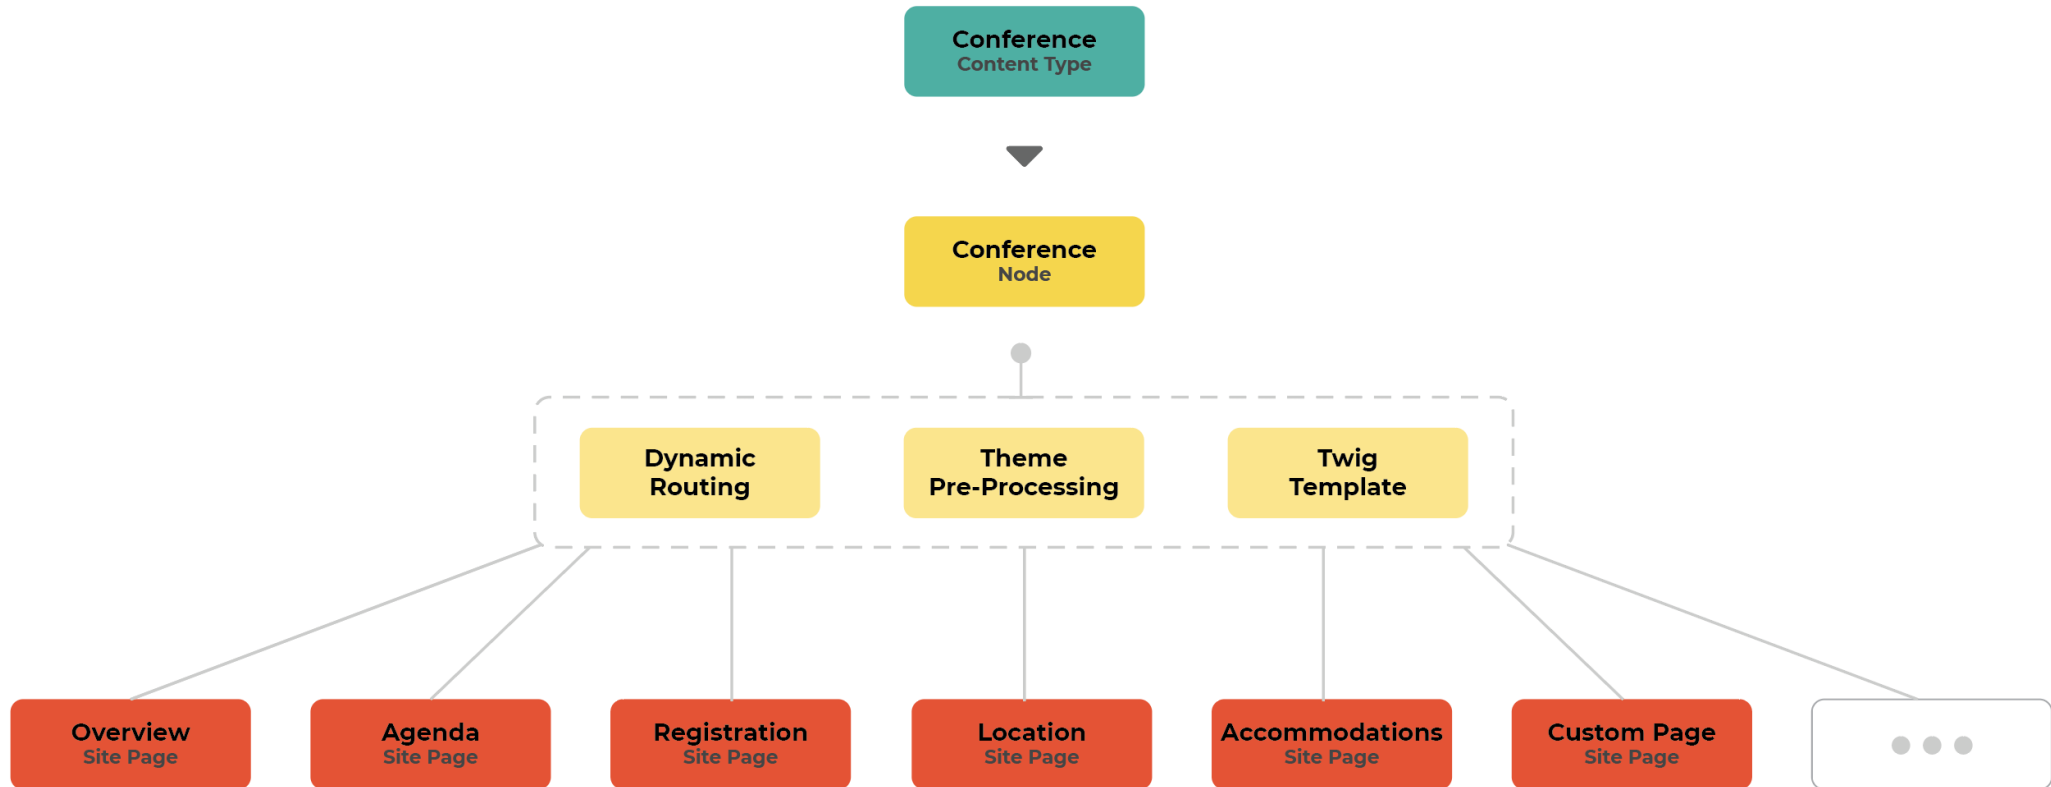 Conference
Content Type
Conference
Node
Dynamic
Routing
Theme
Pre-Processing
Twig
Template
Overview
Site Page
Agenda
Site Page
Registration
Site Page
Location
Site Page
Accommodations
Site Page
Custom Page
Site Page